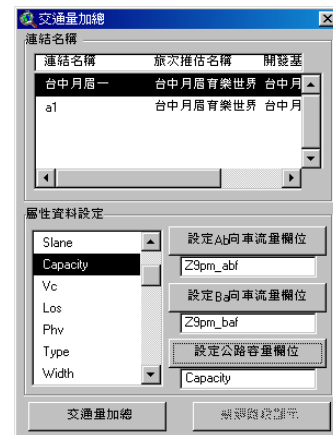 交通量加總
連結名稱
連結名稱 旅次推估名稱 開發基
台中月眉一 台中月眉育樂世界 台中月
a1 台中月眉育樂世界 台中月
屬性資料設定
Slane
Capacity
Vc
Los
Phv
Type
Width
設定Ab向車流量欄位
Z9pm_abf
設定Ba向車流量欄位
Z9pm_baf
設定公路容量欄位
Capacity
交通量加總